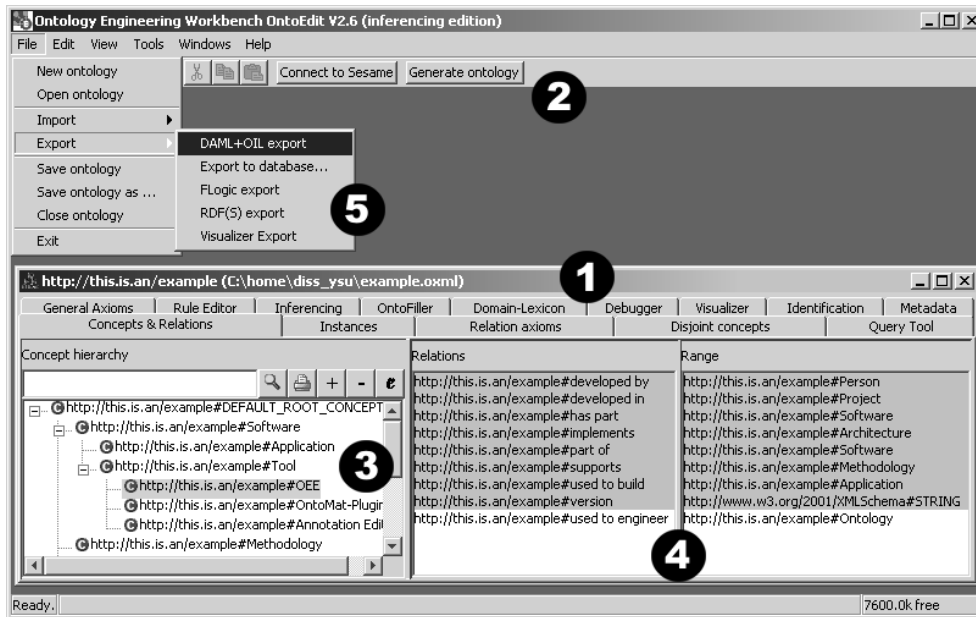 Ontology Engineering Workbench OntoEdit V2.6 (inferencing edition)
File Edit View Tools Windows Help
New ontology
Open ontology
Import
Export
Save ontology
Save ontology as ...
Close ontology
Exit
Connect to Sesame Generate ontology
2
DAML+OIL export
Export to database...
FLogic export
RDF(S) export
Visualizer Export
5
http://this.is.an/example (C:\home\diss_ysu\example.oxml)
1
General Axioms Rule Editor Inferencing OntoFiller Domain-Lexicon Debugger Visualizer Identification Metadata
Concepts & Relations Instances Relation axioms Disjoint concepts Query Tool
Concept hierarchy
+ - e
http://this.is.an/example#DEFAULT_ROOT_CONCEPT
http://this.is.an/example#Software
http://this.is.an/example#Application
http://this.is.an/example#Tool
http://this.is.an/example#OEE
http://this.is.an/example#OntoMat-Plugin
http://this.is.an/example#Annotation Edi
http://this.is.an/example#Methodology
3
Relations Range
http://this.is.an/example#developed by http://this.is.an/example#Person
http://this.is.an/example#developed in http://this.is.an/example#Project
http://this.is.an/example#has part http://this.is.an/example#Software
http://this.is.an/example#implements http://this.is.an/example#Architecture
http://this.is.an/example#part of http://this.is.an/example#Software
http://this.is.an/example#supports http://this.is.an/example#Methodology
http://this.is.an/example#used to build http://this.is.an/example#Application
http://this.is.an/example#version http://www.w3.org/2001/XMLSchema#STRING
http://this.is.an/example#used to engineer http://this.is.an/example#Ontology
4
Ready. 7600.0k free